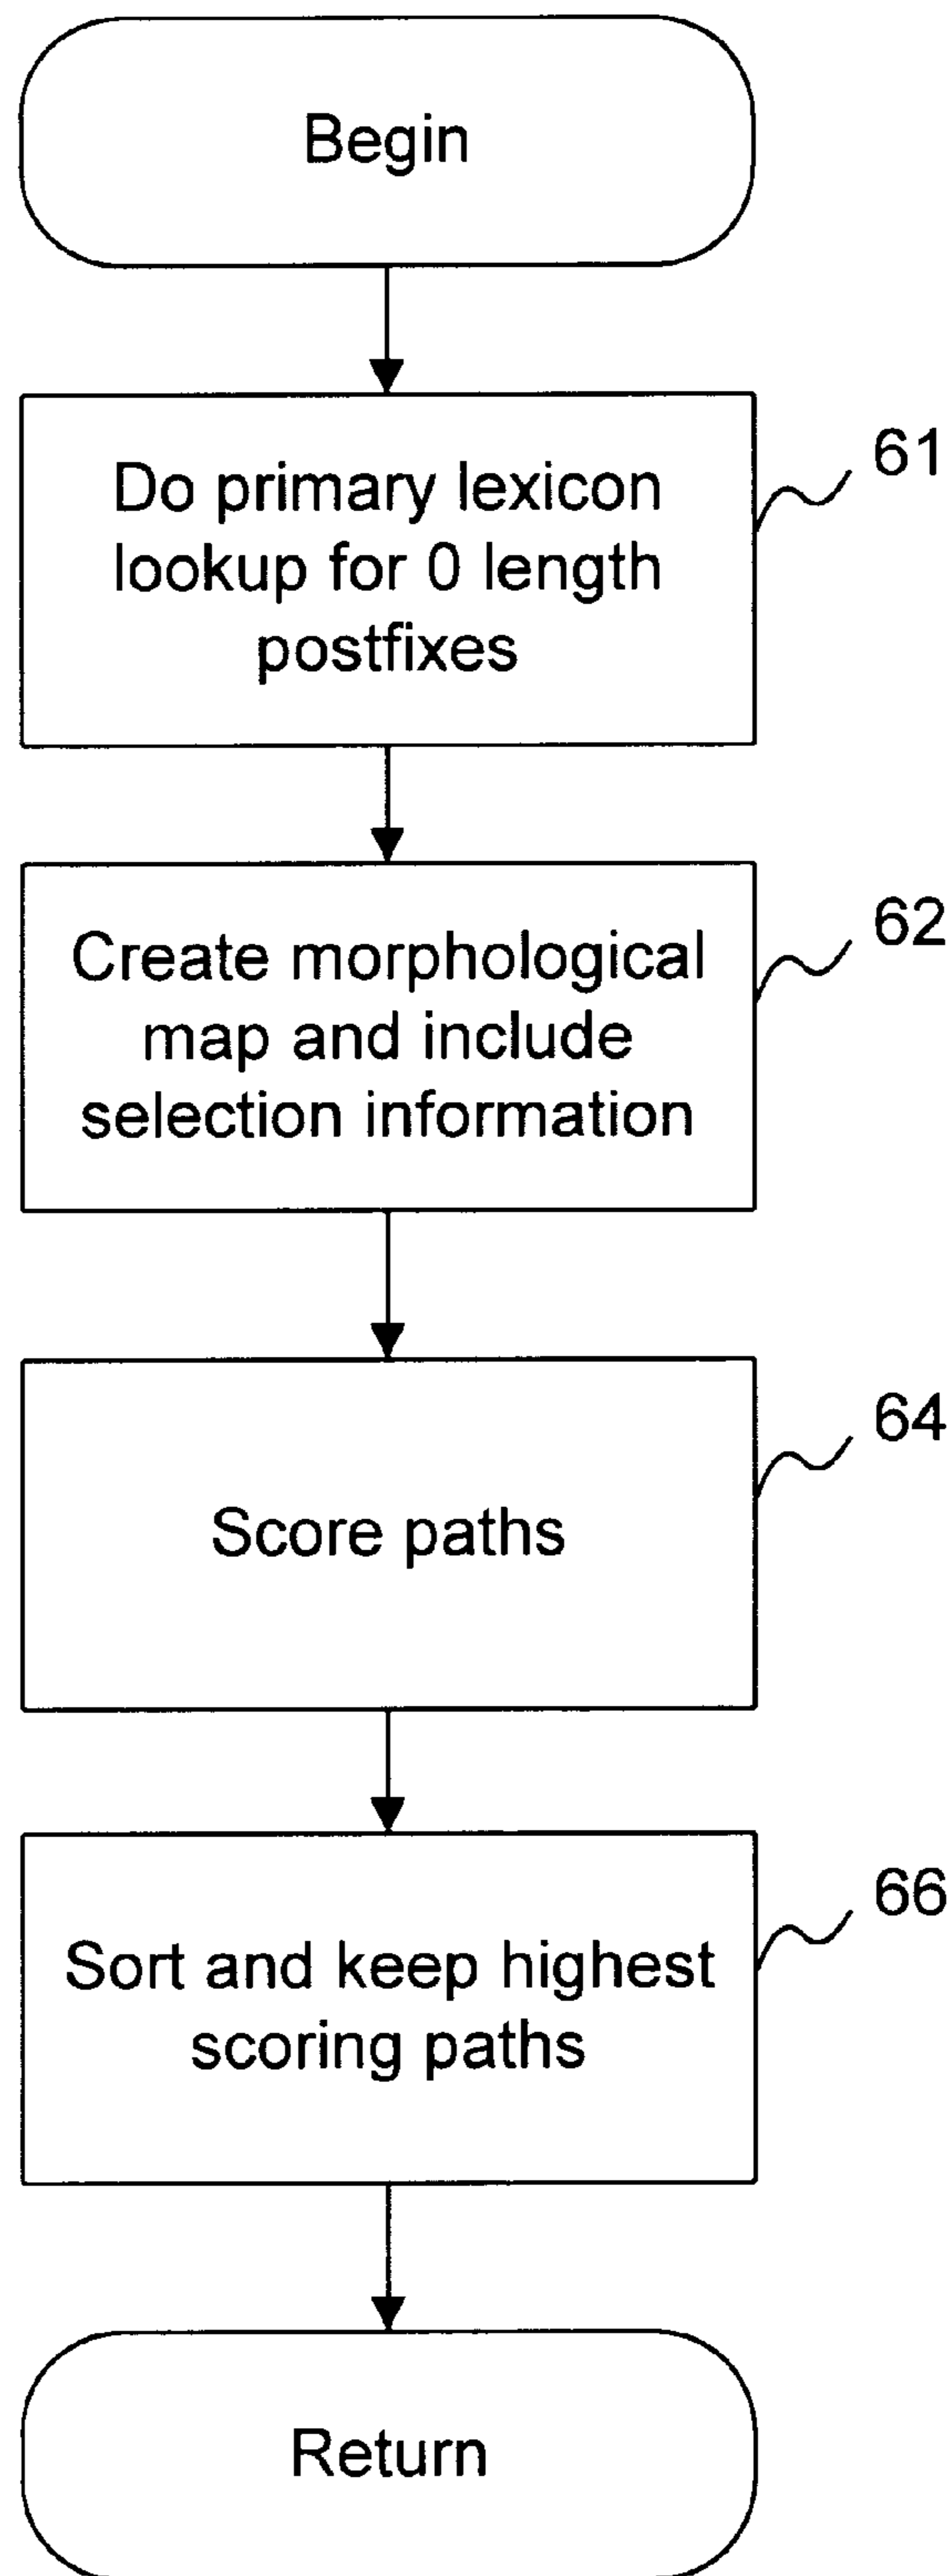 Begin
Do primary lexicon
lookup for 0 length
postfixes
61
Create morphological
map and include
selection information
62
Score paths
64
Sort and keep highest
scoring paths
66
Return